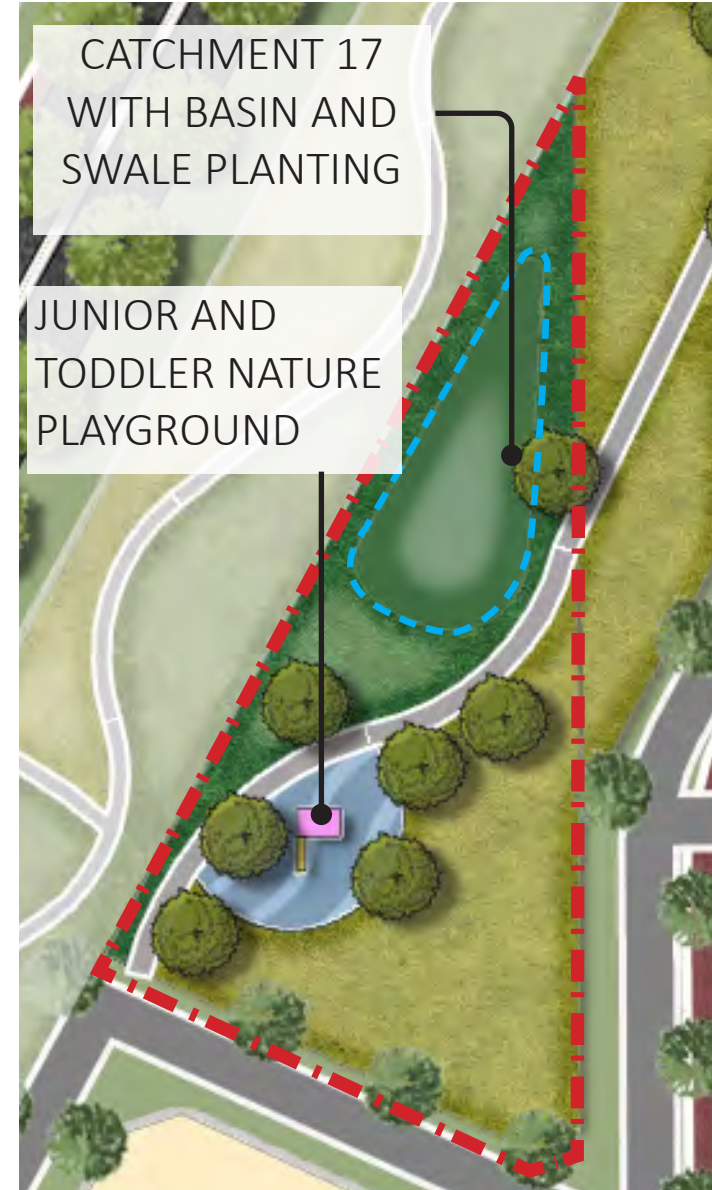 CATCHMENT 17
WITH BASIN AND
SWALE PLANTING
JUNIOR AND
TODDLER NATURE
PLAYGROUND